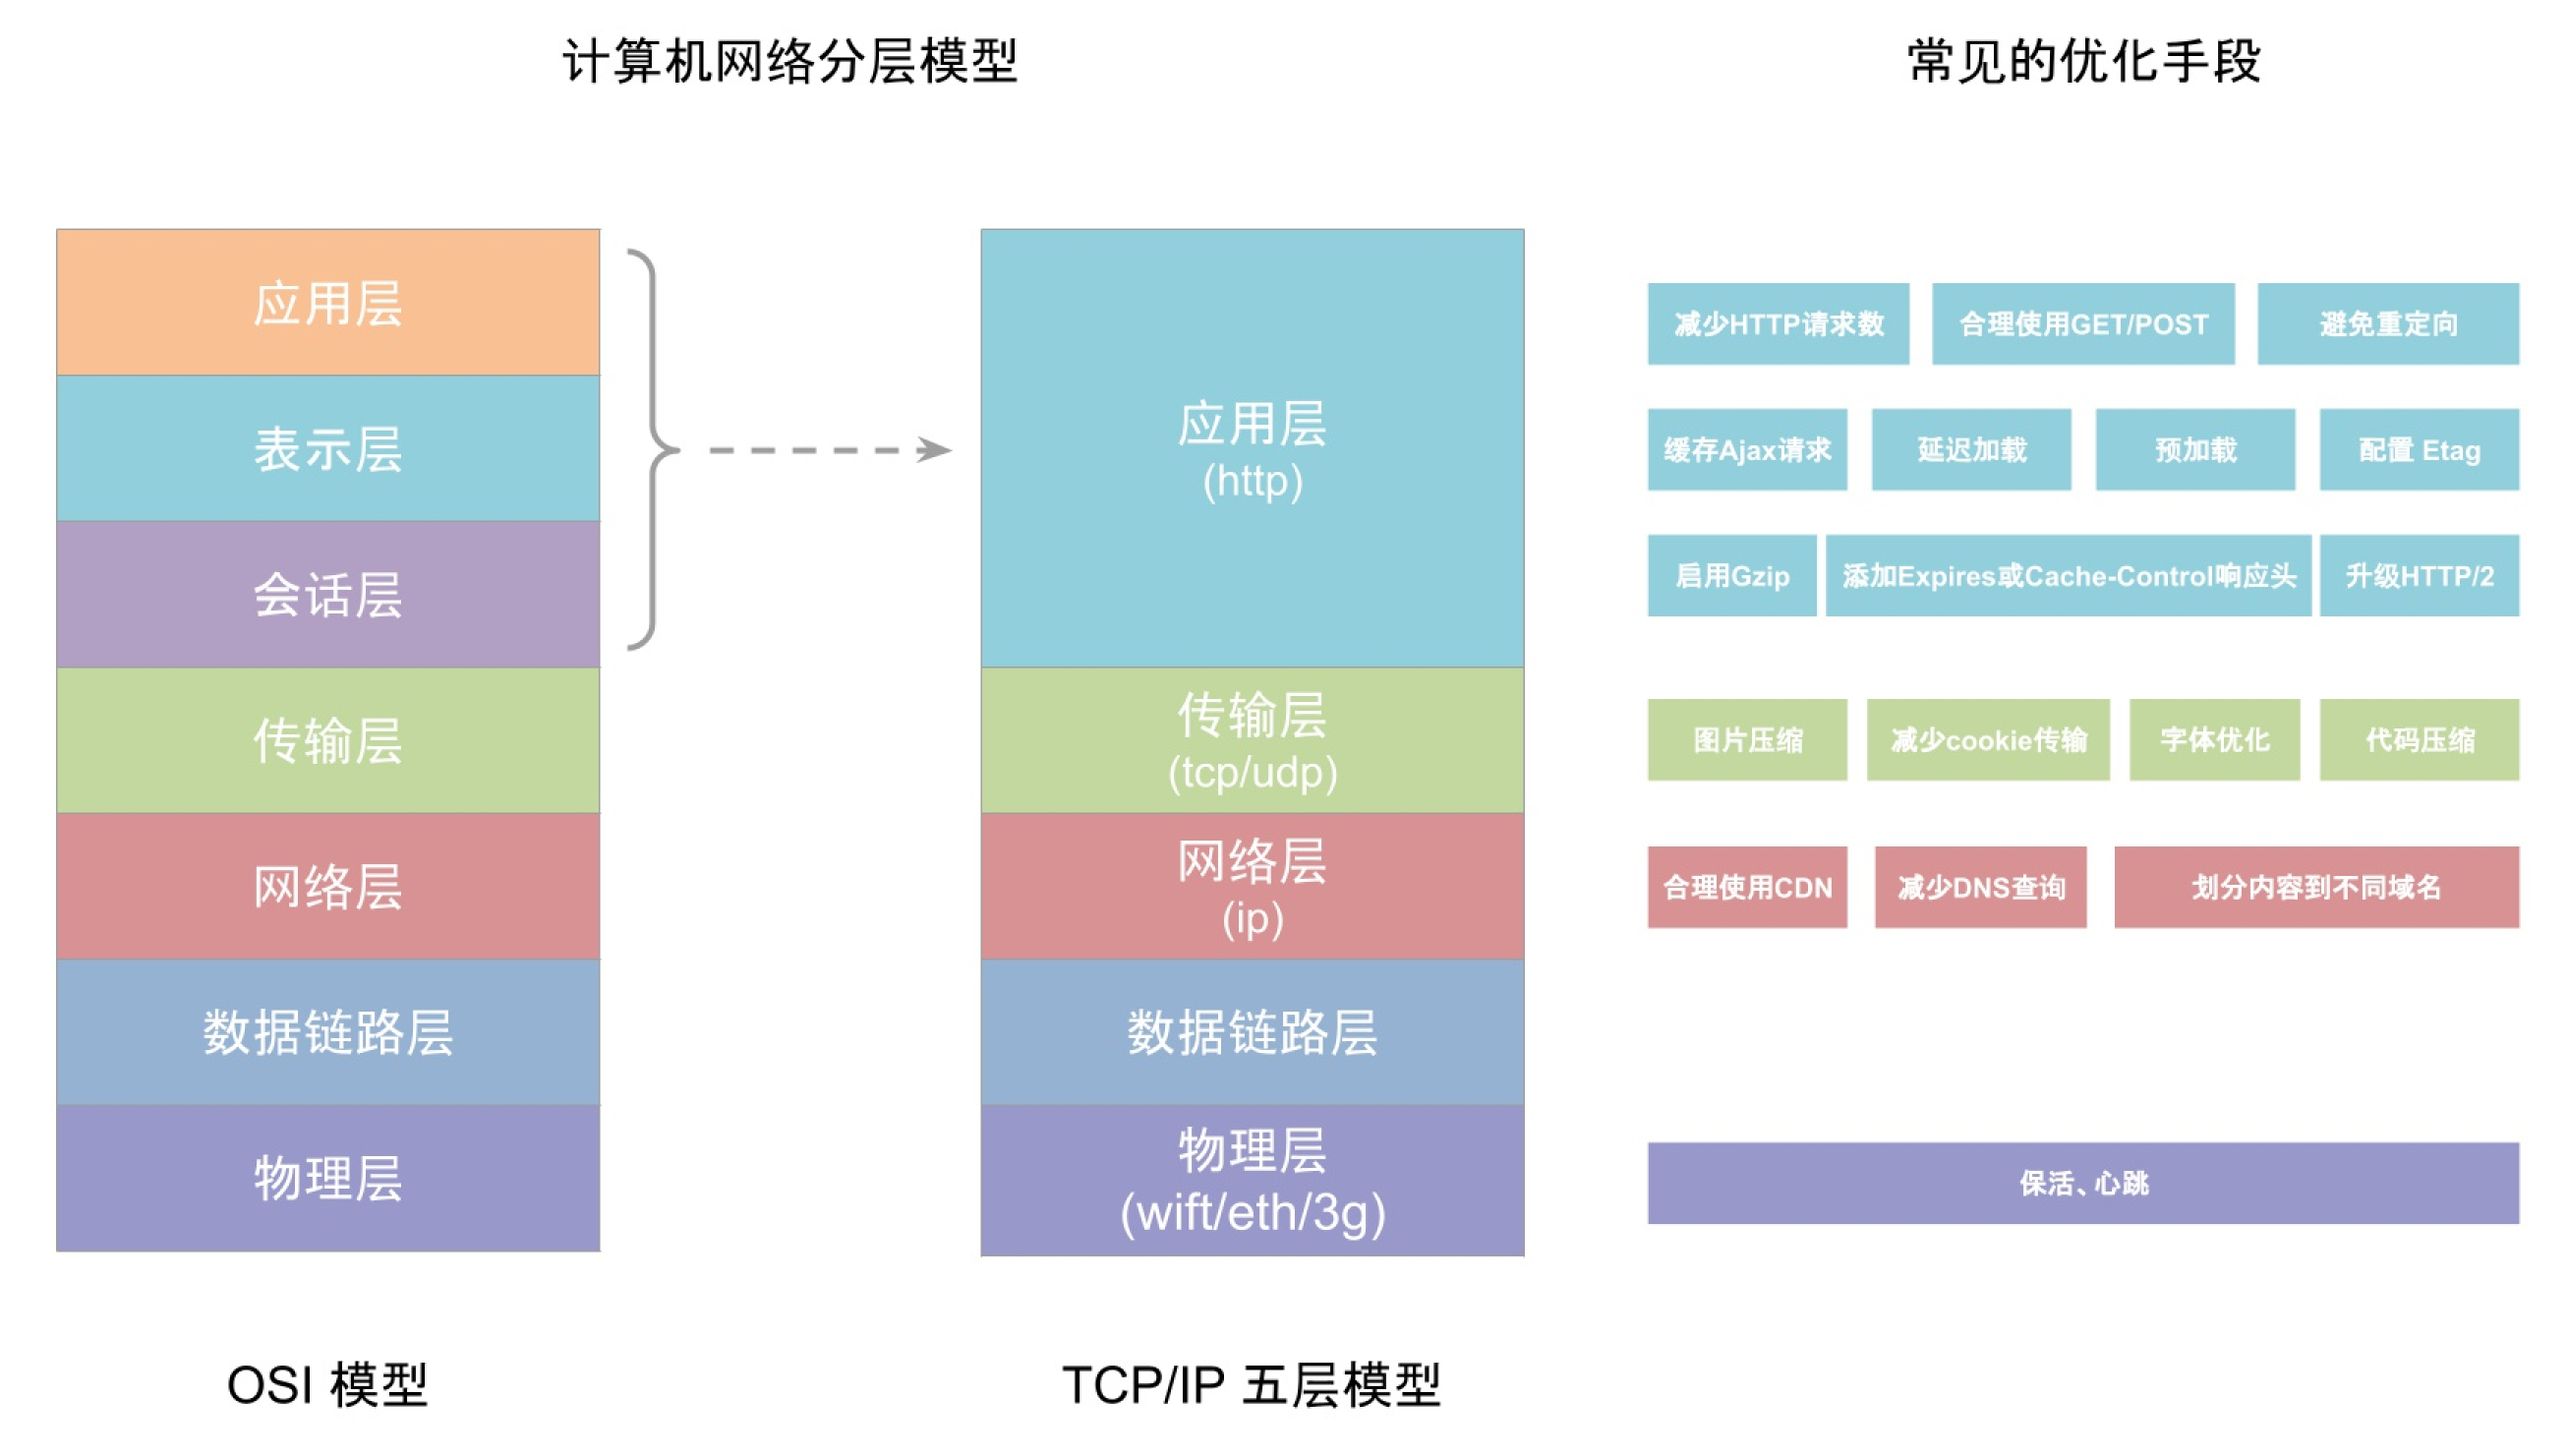 计算机网络分层模型
常见的优化手段
应用层
表示层
会话层
传输层
网络层
数据链路层
物理层
OSI 模型
应用层
(http)
传输层
(tcp/udp)
网络层
(ip)
数据链路层
物理层
(wift/eth/3g)
TCP/IP 五层模型
减少HTTP请求数
合理使用GET/POST
避免重定向
缓存Ajax请求
延迟加载
预加载
配置 Etag
启用Gzip
添加Expires或Cache-Control响应头
升级HTTP/2
图片压缩
减少cookie传输
字体优化
代码压缩
合理使用CDN
减少DNS查询
划分内容到不同域名
保活、心跳